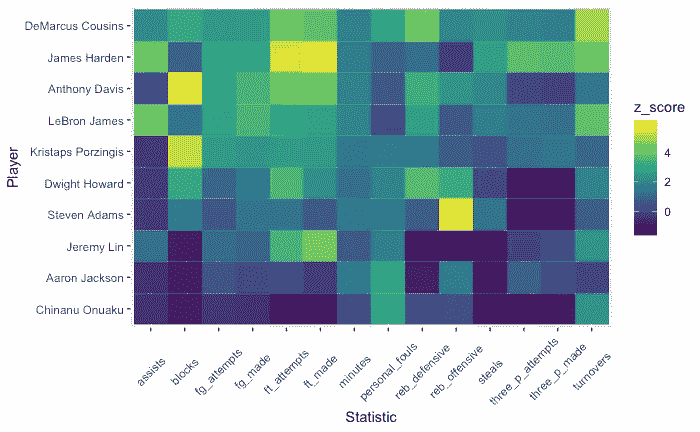 DeMarcus Cousins
James Harden
Anthony Davis
LeBron James
Kristaps Porzingis
Dwight Howard
Steven Adams
Jeremy Lin
Aaron Jackson
Chinanu Onuaku
Player
assists
blocks
fg_attempts
fg_made
ft_attempts
ft_made
minutes
personal_fouls
reb_defensive
reb_offensive
steals
three_p_attempts
three_p_made
turnovers
Statistic
z_score
4
2
0